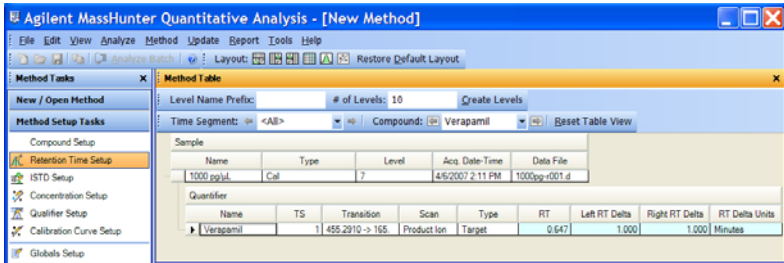 Agilent MassHunter Quantitative Analysis - [New Method]
File Edit View Analyze Method Update Report Tools Help
Analyze Batch Layout: Restore Default Layout
Method Tasks x Method Table x
New / Open Method Level Name Prefix: # of Levels: 10 Create Levels
Method Setup Tasks Time Segment: <All> Compound: Verapamil Reset Table View
Compound Setup Sample
Retention Time Setup Name Type Level Acq. Date-Time Data File
ISTD Setup 1000 pg/µL Cal 7 4/6/2007 2:11 PM 1000pg-r001.d
Concentration Setup Quantifier
Qualifier Setup Name TS Transition Scan Type RT Left RT Delta Right RT Delta RT Delta Units
Calibration Curve Setup Verapamil 1 455.2910 -> 165. Product Ion Target 0.647 1.000 1.000 Minutes
Globals Setup